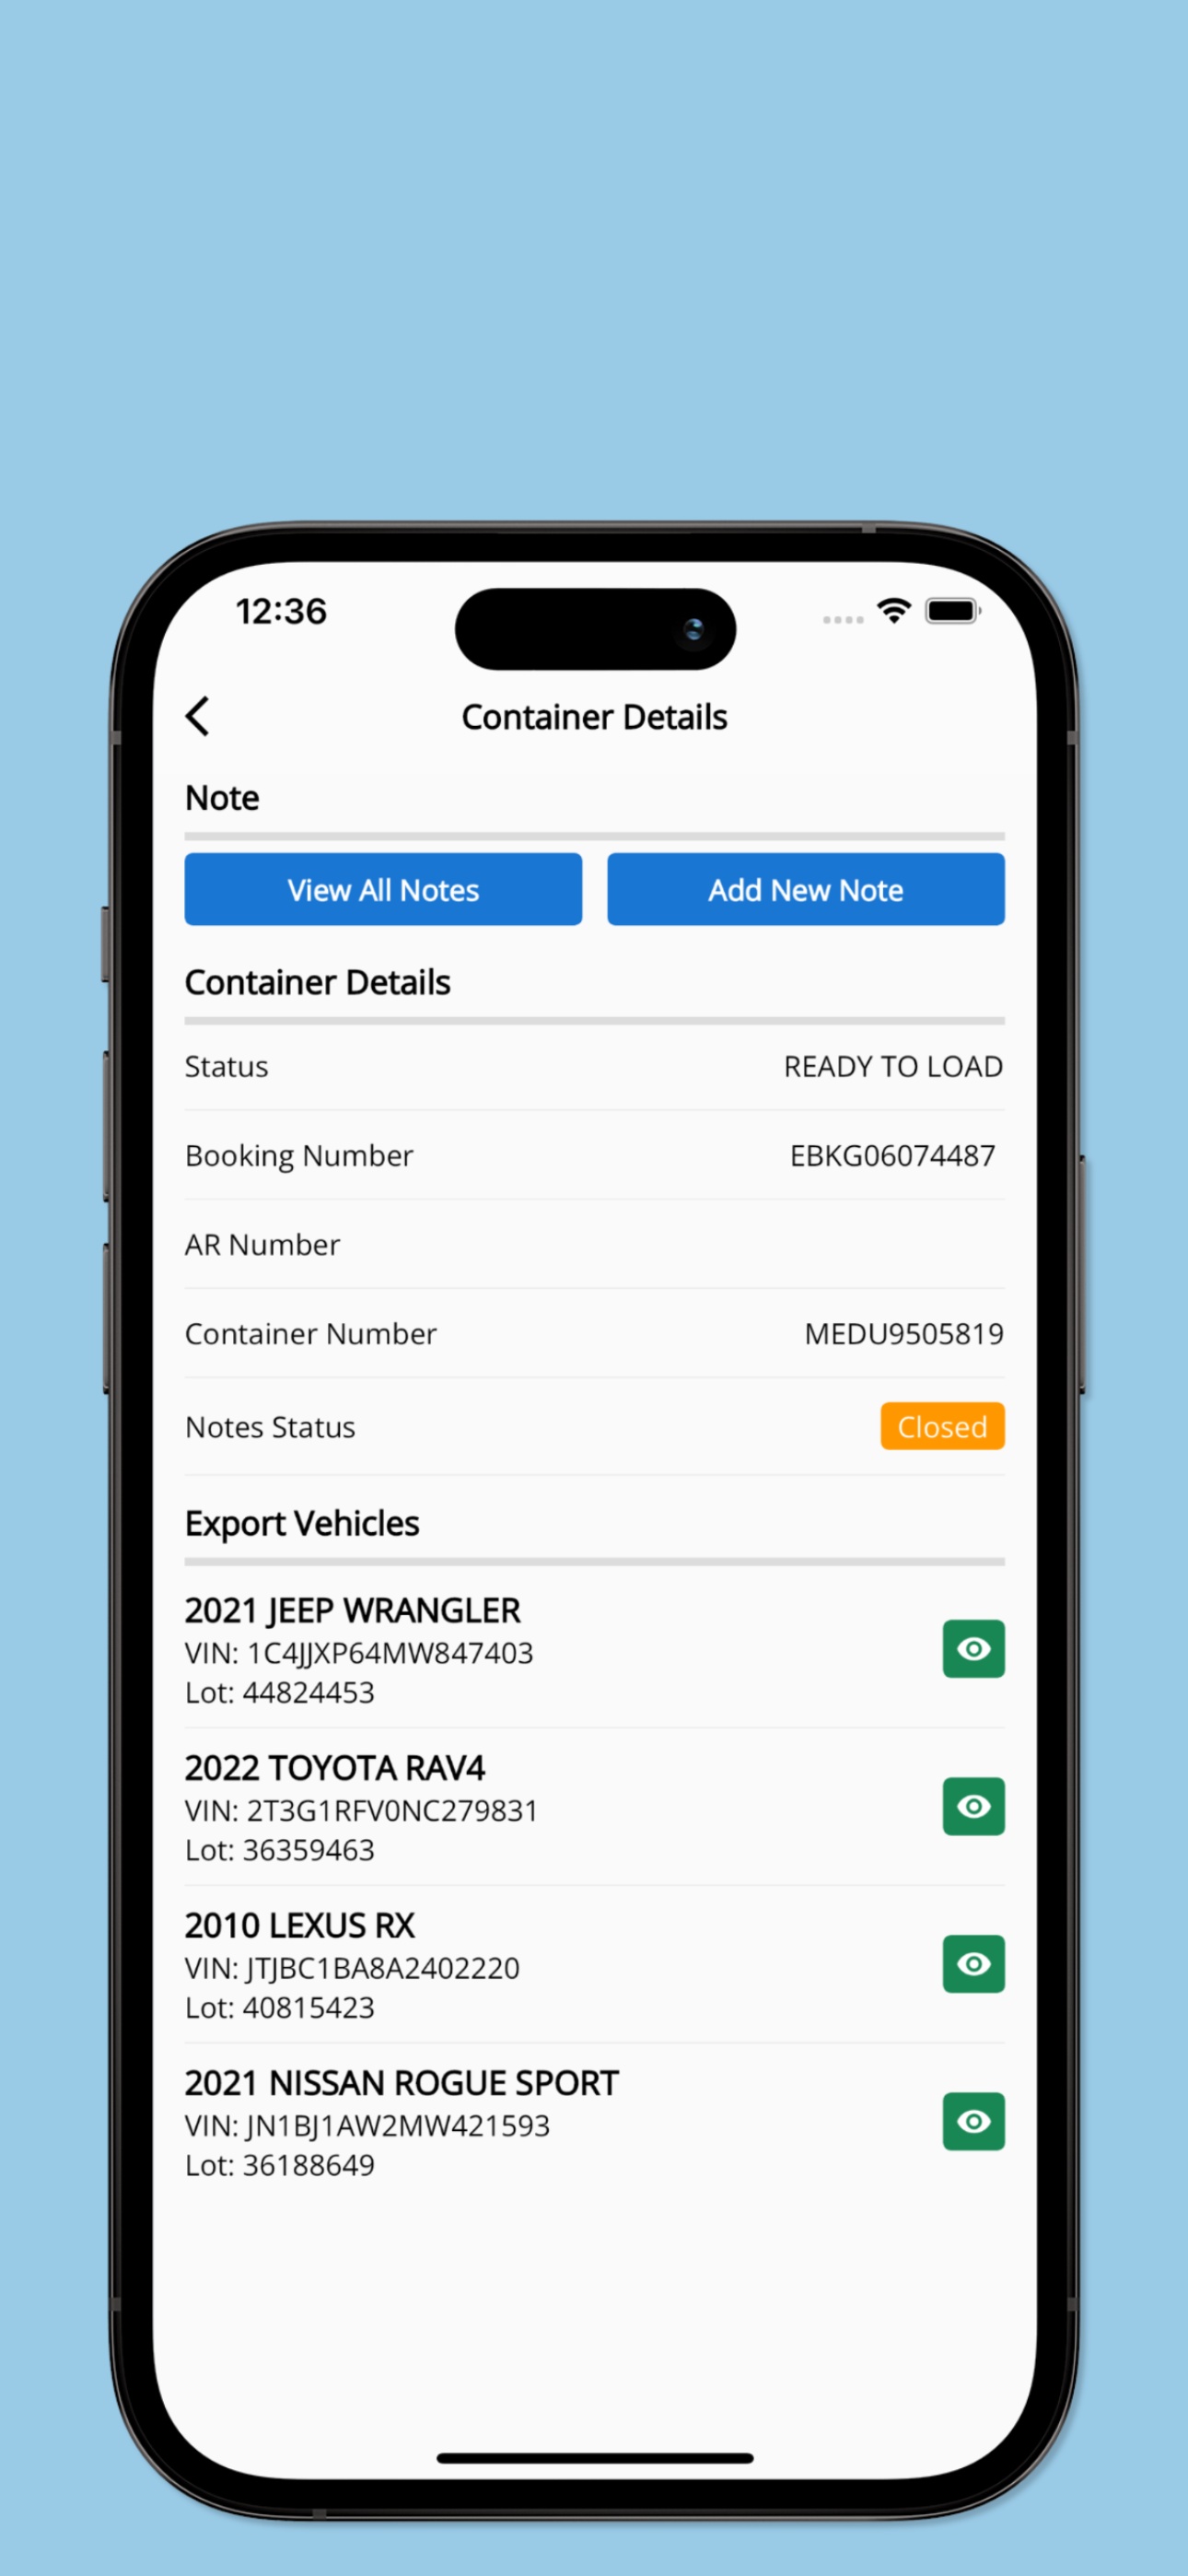 12:36
Container Details
Note
View All Notes
Add New Note
Container Details
Status READY TO LOAD
Booking Number EBKG06074487
AR Number
Container Number MEDU9505819
Notes Status Closed
Export Vehicles
2021 JEEP WRANGLER
VIN: 1C4JJXP64MW847403
Lot: 44824453
2022 TOYOTA RAV4
VIN: 2T3G1RFV0NC279831
Lot: 36359463
2010 LEXUS RX
VIN: JTJBC1BA8A2402220
Lot: 40815423
2021 NISSAN ROGUE SPORT
VIN: JN1BJ1AW2MW421593
Lot: 36188649